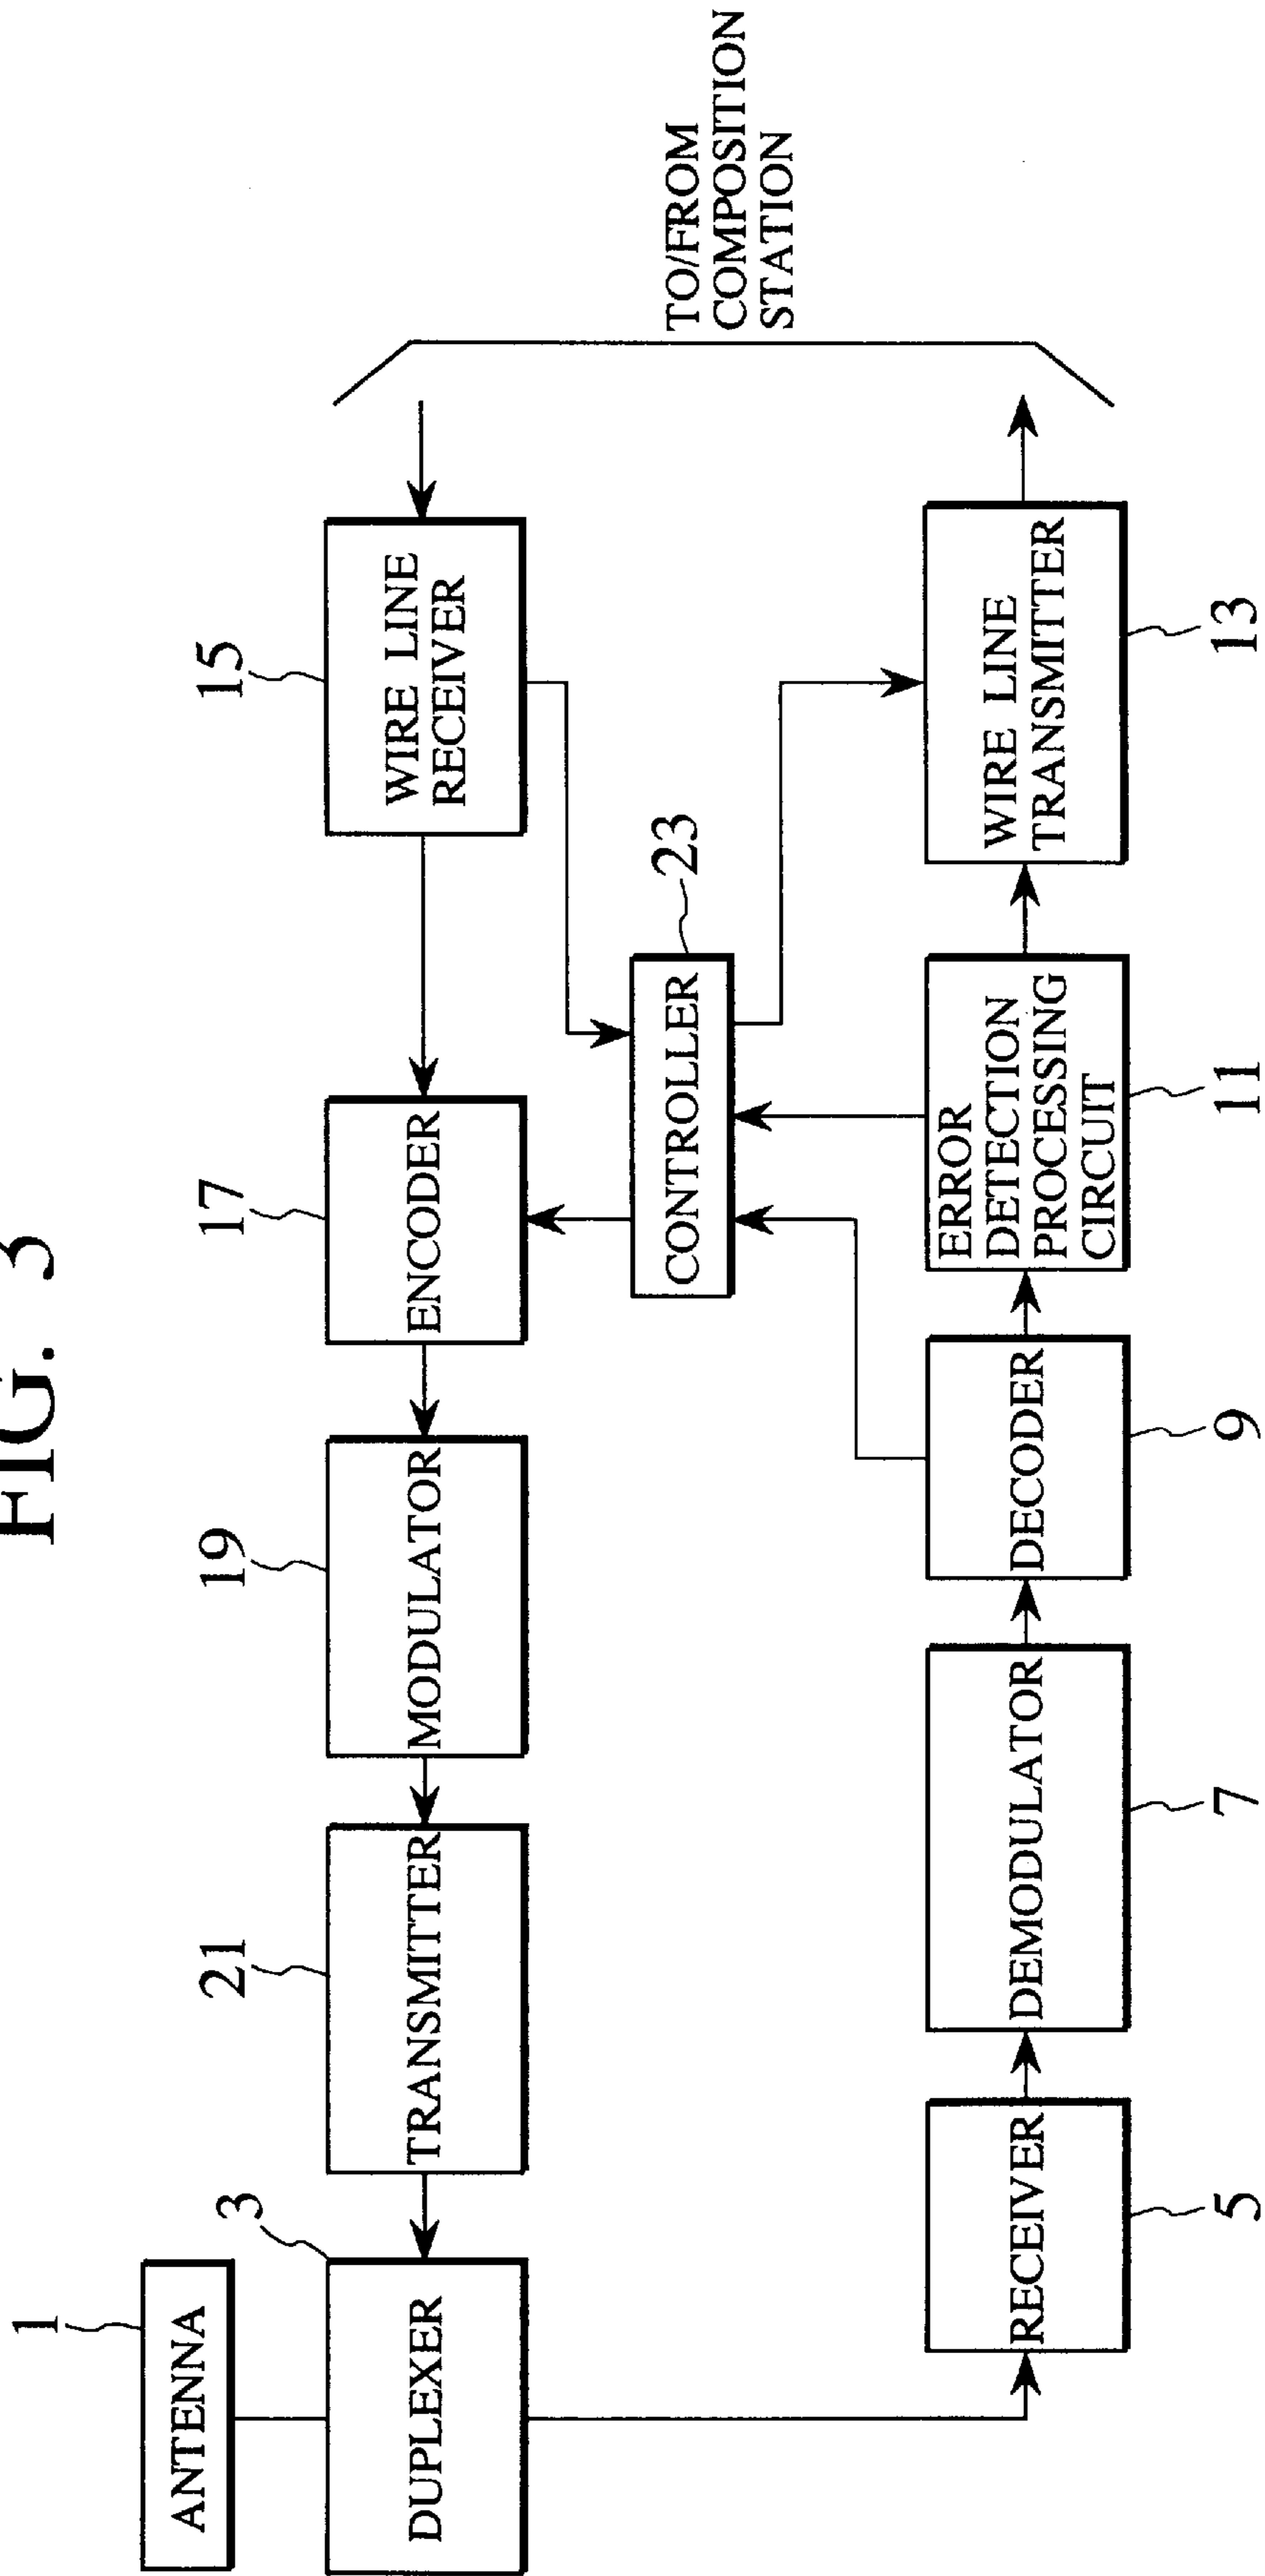 FIG. 3
1
ANTENNA
3
DUPLEXER
21
TRANSMITTER
19
MODULATOR
17
ENCODER
15
WIRE LINE
RECEIVER
TO/FROM
COMPOSITION
STATION
CONTROLLER
23
RECEIVER
5
DEMODULATOR
7
DECODER
9
ERROR
DETECTION
PROCESSING
CIRCUIT
11
WIRE LINE
TRANSMITTER
13